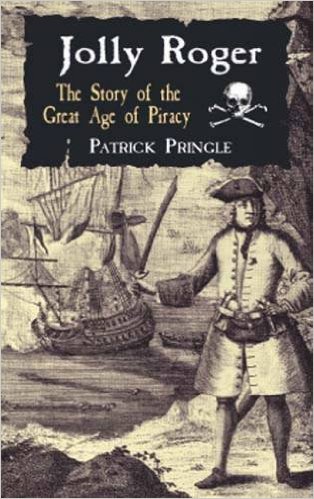 Jolly Roger
The Story of the
Great Age of Piracy
PATRICK PRINGLE